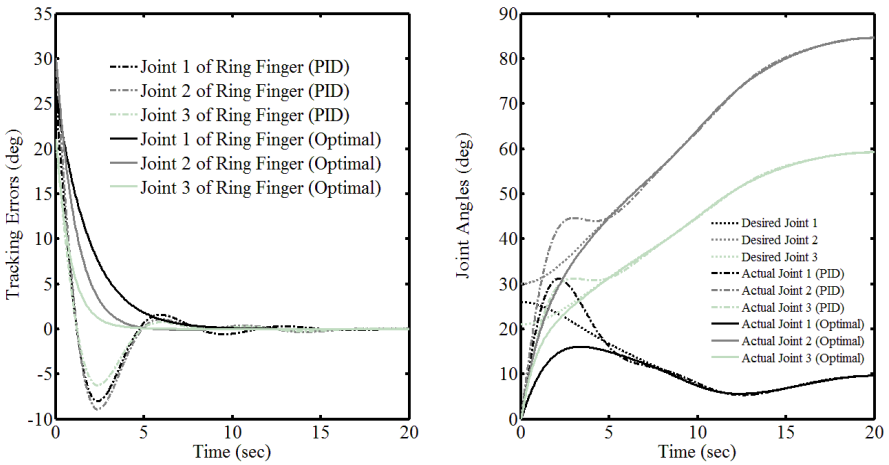 35
30
25
20
15
10
5
0
-5
-10
0
5
10
15
20
Tracking Errors (deg)
Time (sec)
Joint 1 of Ring Finger (PID)
Joint 2 of Ring Finger (PID)
Joint 3 of Ring Finger (PID)
Joint 1 of Ring Finger (Optimal)
Joint 2 of Ring Finger (Optimal)
Joint 3 of Ring Finger (Optimal)
90
80
70
60
50
40
30
20
10
0
0
5
10
15
20
Joint Angles (deg)
Time (sec)
Desired Joint 1
Desired Joint 2
Desired Joint 3
Actual Joint 1 (PID)
Actual Joint 2 (PID)
Actual Joint 3 (PID)
Actual Joint 1 (Optimal)
Actual Joint 2 (Optimal)
Actual Joint 3 (Optimal)